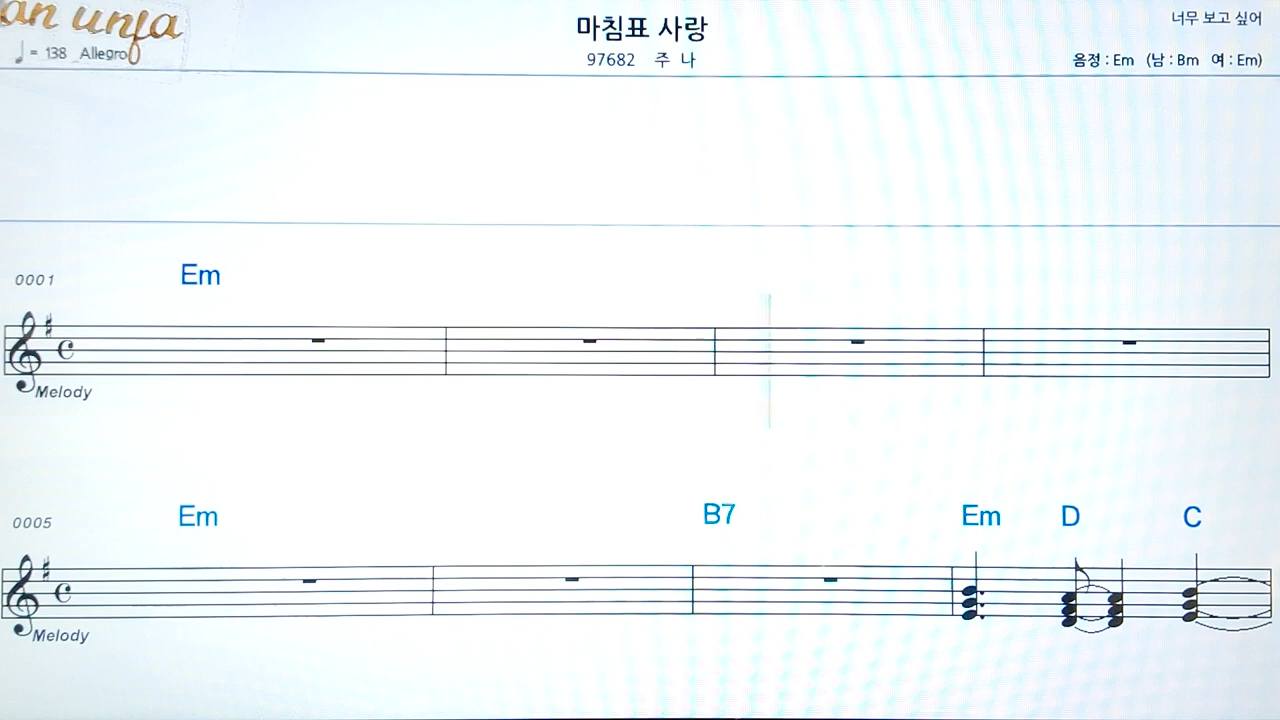 an unfa
♩ = 138 Allegro
마침표 사랑
97682 주 나
너무 보고 싶어
음정 : Em (남 : Bm 여 : Em)
0001 Em
Melody
0005 Em B7 Em D C
Melody